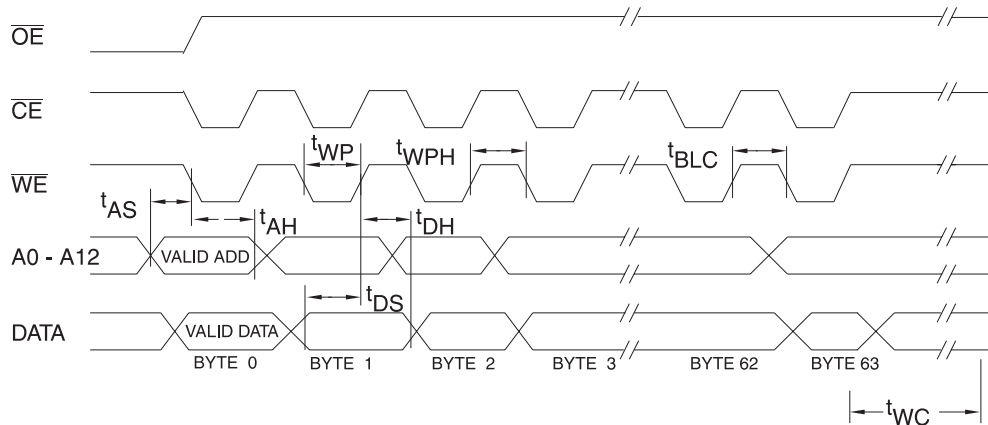 OE
CE
tWP
tWPH
tBLC
WE
tAS
tAH
tDH
A0 - A12
VALID ADD
tDS
DATA
VALID DATA
BYTE 0
BYTE 1
BYTE 2
BYTE 3
BYTE 62
BYTE 63
tWC